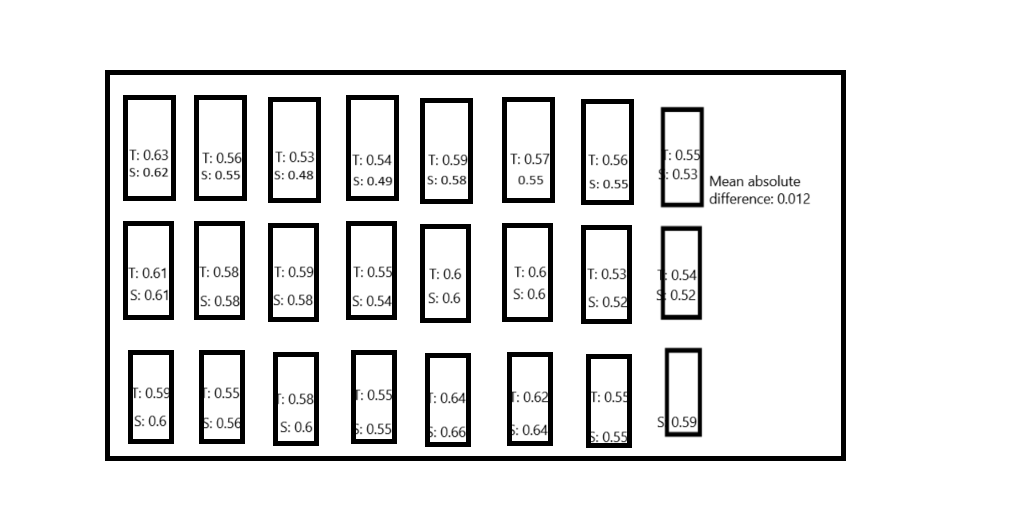 T: 0.63
S: 0.62
T: 0.56
S: 0.55
T: 0.53
S: 0.48
T: 0.54
S: 0.49
T: 0.59
S: 0.58
T: 0.57
0.55
T: 0.56
S: 0.55
T: 0.55
S: 0.53
Mean absolute
difference: 0.012
T: 0.61
S: 0.61
T: 0.58
S: 0.58
T: 0.59
S: 0.58
T: 0.55
S: 0.54
T: 0.6
S: 0.6
T: 0.6
S: 0.6
T: 0.53
S: 0.52
T: 0.54
S: 0.52
T: 0.59
S: 0.6
T: 0.55
S: 0.56
T: 0.58
S: 0.6
T: 0.55
S: 0.55
T: 0.64
S: 0.66
T: 0.62
S: 0.64
T: 0.55
S: 0.55
S: 0.59